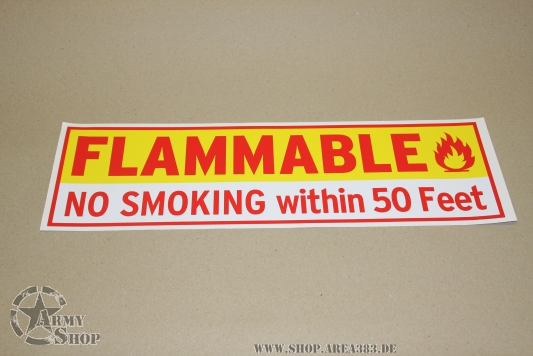 FLAMMABLE
NO SMOKING within 50 Feet
ARMY
SHOP
WWW.SHOP.AREA383.DE